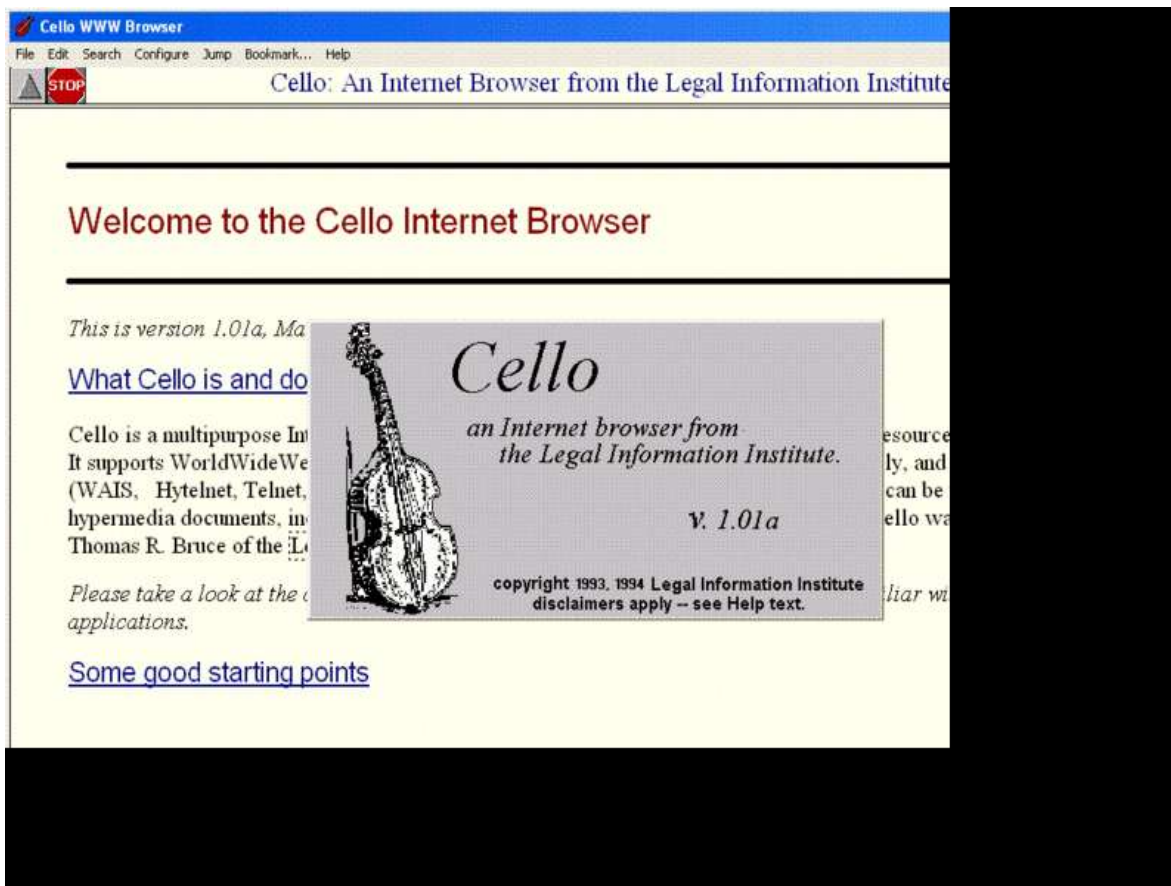 Cello WWW Browser
File Edit Search Configure Jump Bookmark... Help
STOP
Cello: An Internet Browser from the Legal Information Institute
Welcome to the Cello Internet Browser
This is version 1.01a, Ma
What Cello is and do
Cello is a multipurpose Int esource
It supports WorldWideWe ly, and
(WAIS, Hytelnet, Telnet, can be
hypermedia documents, in ello wa
Thomas R. Bruce of the L
Please take a look at the liar wi
applications.
Some good starting points
Cello
an Internet browser from
the Legal Information Institute.
v. 1.01a
copyright 1993, 1994 Legal Information Institute
disclaimers apply -- see Help text.